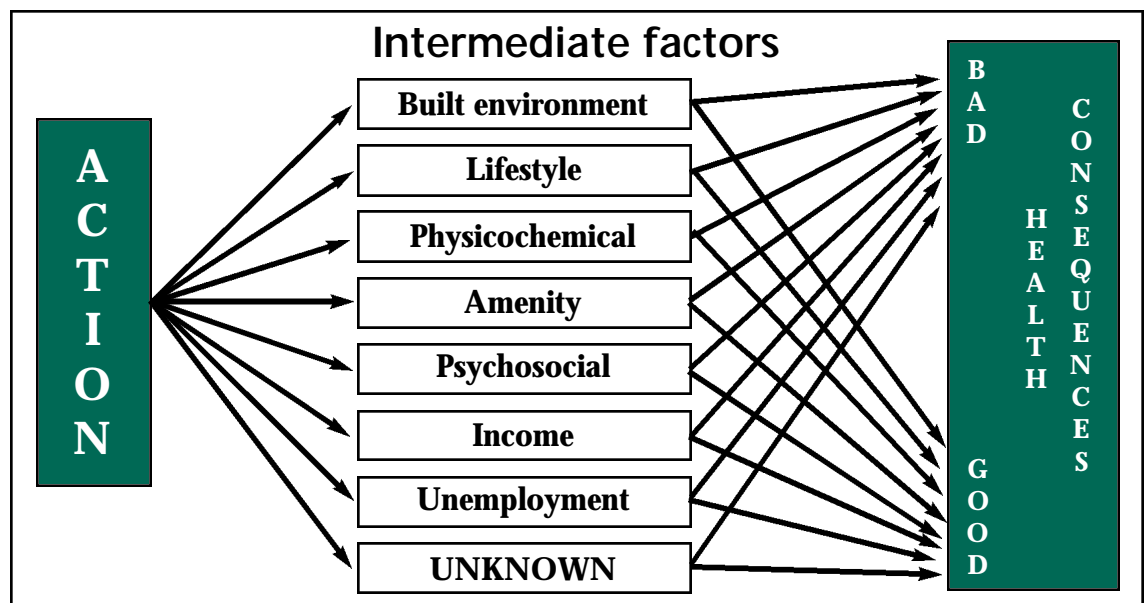 Intermediate factors
ACTION
Built environment
Lifestyle
Physicochemical
Amenity
Psychosocial
Income
Unemployment
UNKNOWN
BAD
GOOD
HEALTH
CONSEQUENCES